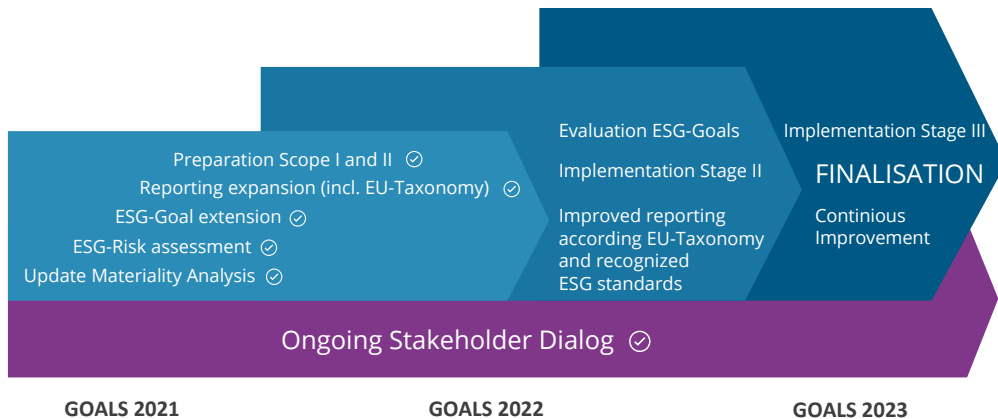 Preparation Scope I and II
Reporting expansion (incl. EU-Taxonomy)
ESG-Goal extension
ESG-Risk assessment
Update Materiality Analysis
Evaluation ESG-Goals
Implementation Stage II
Improved reporting
according EU-Taxonomy
and recognized
ESG standards
Implementation Stage III
FINALISATION
Continious
Improvement
Ongoing Stakeholder Dialog
GOALS 2021
GOALS 2022
GOALS 2023